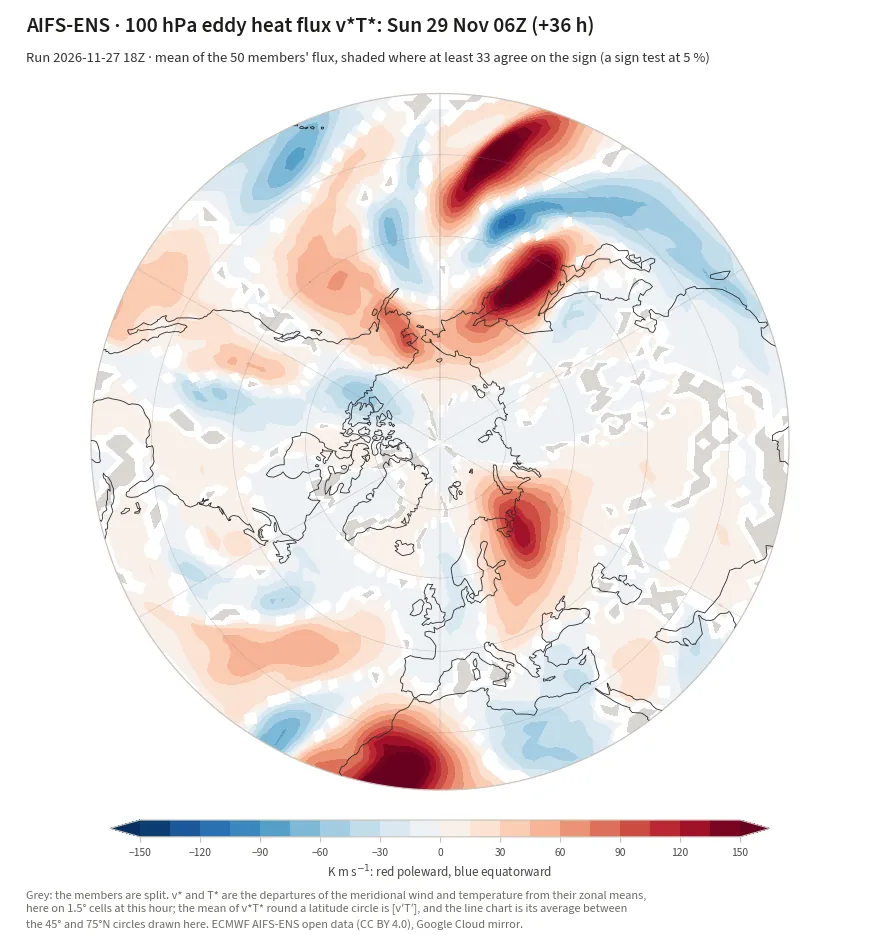 AIFS-ENS · 100 hPa eddy heat flux v*T*: Sun 29 Nov 06Z (+36 h)
Run 2026-11-27 18Z · mean of the 50 members' flux, shaded where at least 33 agree on the sign (a sign test at 5 %)
−150 −120 −90 −60 −30 0 30 60 90 120 150
K m s⁻¹: red poleward, blue equatorward
Grey: the members are split. v* and T* are the departures of the meridional wind and temperature from their zonal means,
here on 1.5° cells at this hour; the mean of v*T* round a latitude circle is [v'T'], and the line chart is its average between
the 45° and 75°N circles drawn here. ECMWF AIFS-ENS open data (CC BY 4.0), Google Cloud mirror.